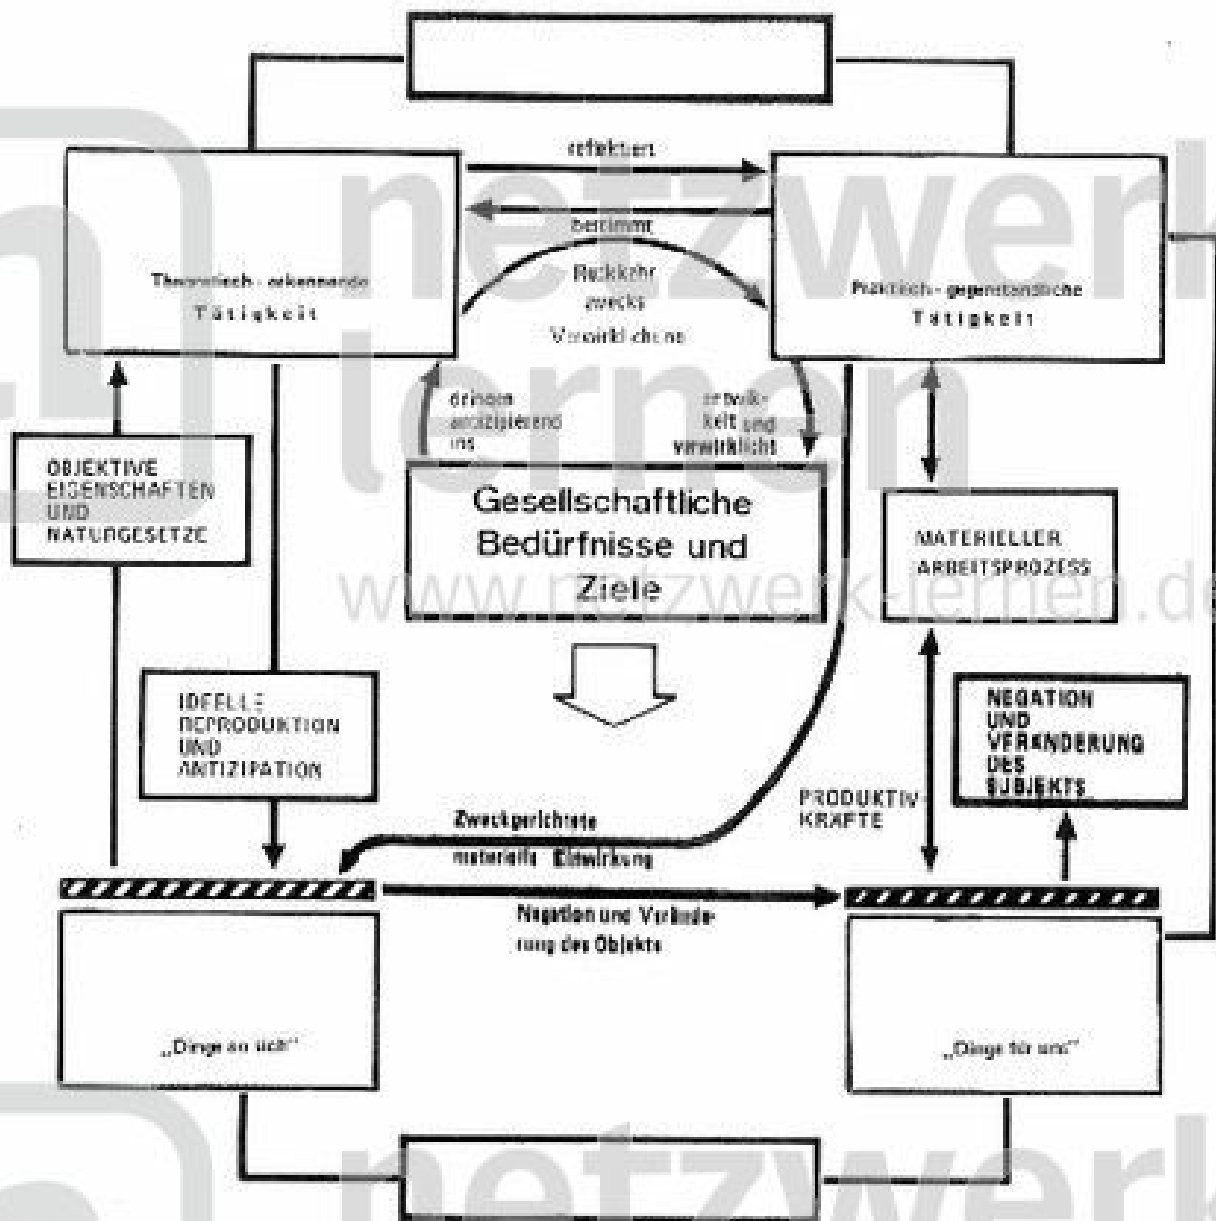 reflektiert
bestimmt
Rückkehr
zwecks
Verwirklichung
Theoretisch - erkennende
Tätigkeit
Praktisch - gegenständliche
Tätigkeit
dringen
antizipierend
ins
entwik-
kelt und
verwirklicht
OBJEKTIVE
EIGENSCHAFTEN
UND
NATURGESETZE
Gesellschaftliche
Bedürfnisse und
Ziele
MATERIELLER
ARBEITSPROZESS
IDEELLE
REPRODUKTION
UND
ANTIZIPATION
NEGATION
UND
VERÄNDERUNG
DES
SUBJEKTS
PRODUKTIV-
KRÄFTE
Zweckgerichtete
materielle Einwirkung
Negation und Verände-
rung des Objekts
„Dinge an sich"
„Dinge für uns"
netzwerk
lernen
www.netzwerk-lernen.de
netzwerk